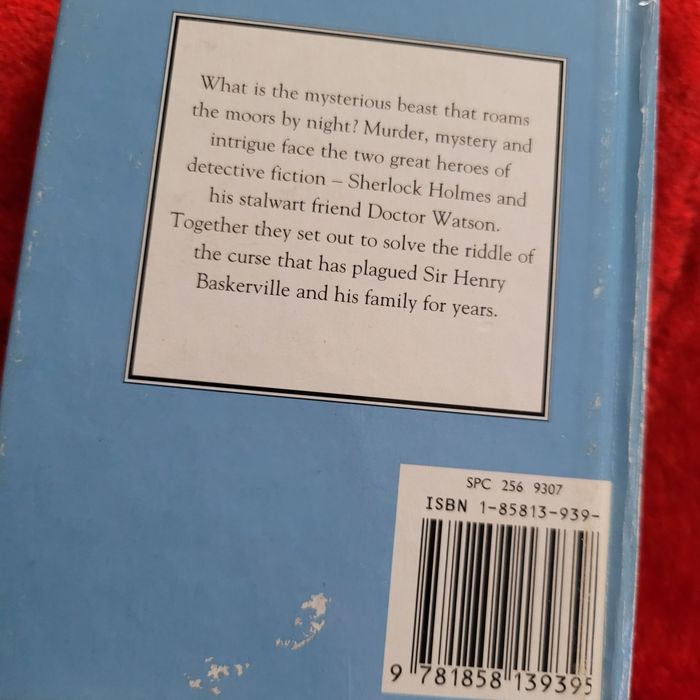 What is the mysterious beast that roams
the moors by night? Murder, mystery and
intrigue face the two great heroes of
detective fiction – Sherlock Holmes and
his stalwart friend Doctor Watson.
Together they set out to solve the riddle of
the curse that has plagued Sir Henry
Baskerville and his family for years.
SPC 256 9307
ISBN 1-85813-939-
9 781858 139395